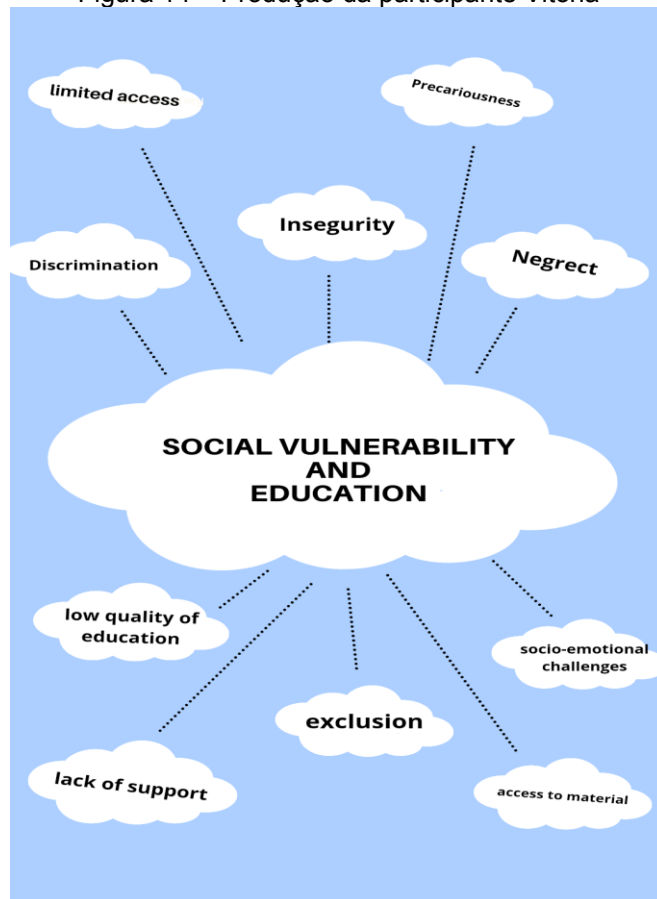 Figura – Produção da participante Vitória
limited access
Precariousness
Insegurity
Discrimination
Negrect
SOCIAL VULNERABILITY
AND
EDUCATION
low quality of
education
socio-emotional
challenges
exclusion
lack of support
access to material